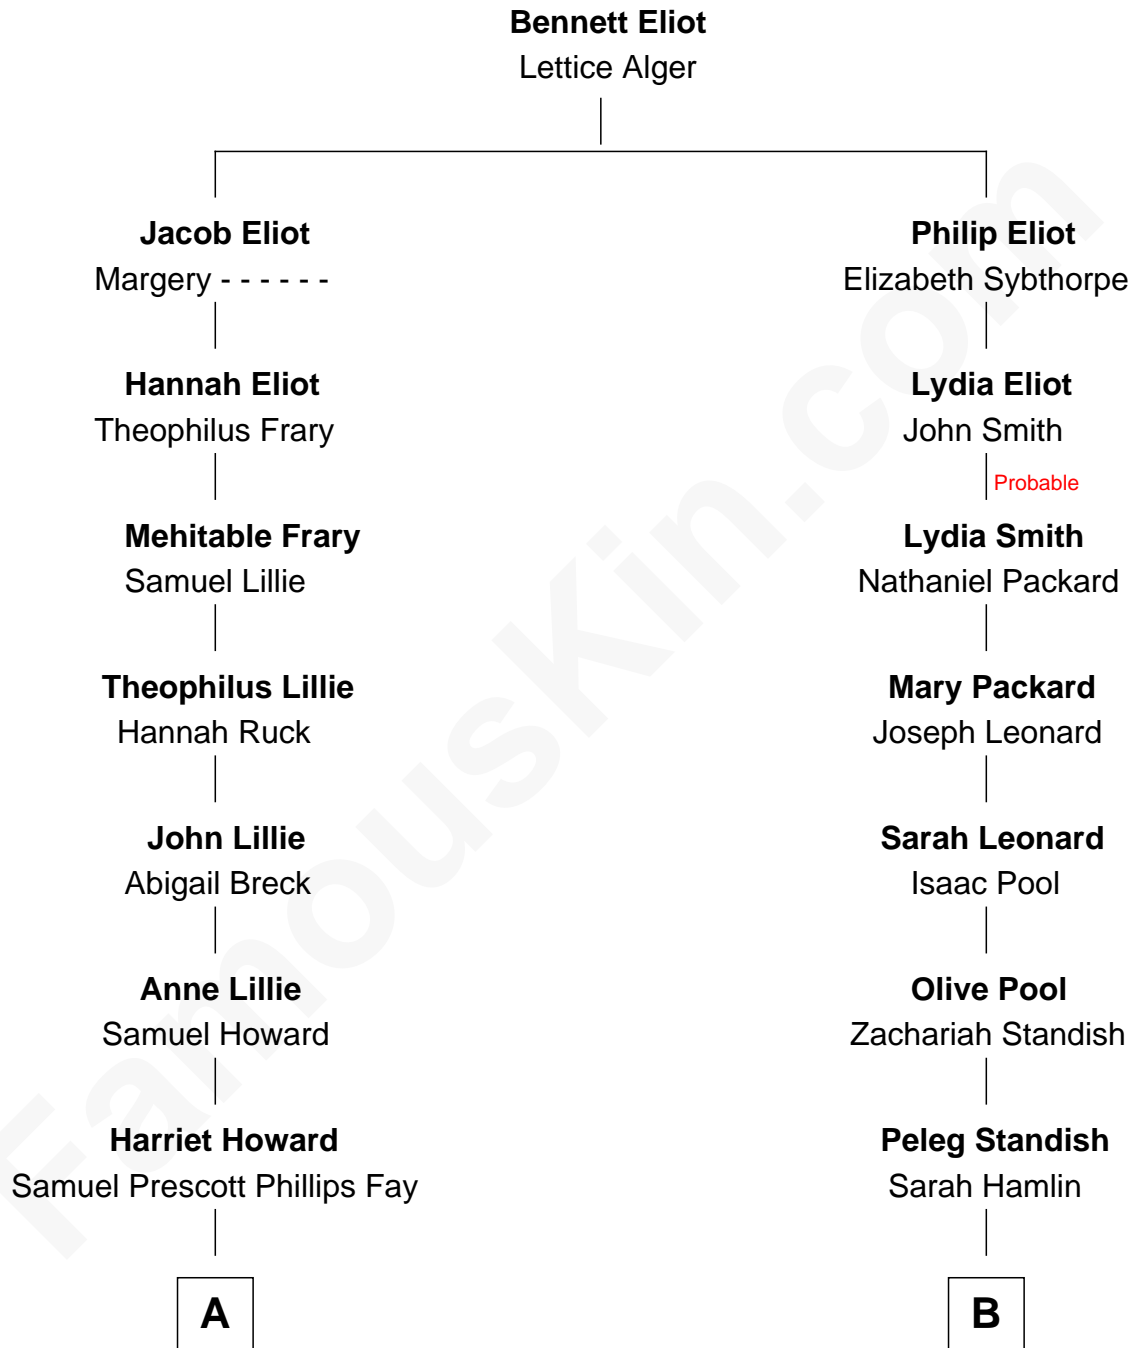 Bennett Eliot
Lettice Alger
Jacob Eliot
Margery - - - - - -
Hannah Eliot
Theophilus Frary
Mehitable Frary
Samuel Lillie
Theophilus Lillie
Hannah Ruck
John Lillie
Abigail Breck
Anne Lillie
Samuel Howard
Harriet Howard
Samuel Prescott Phillips Fay
A
Philip Eliot
Elizabeth Sybthorpe
Lydia Eliot
John Smith
Probable
Lydia Smith
Nathaniel Packard
Mary Packard
Joseph Leonard
Sarah Leonard
Isaac Pool
Olive Pool
Zachariah Standish
Peleg Standish
Sarah Hamlin
B
FamousKin.com